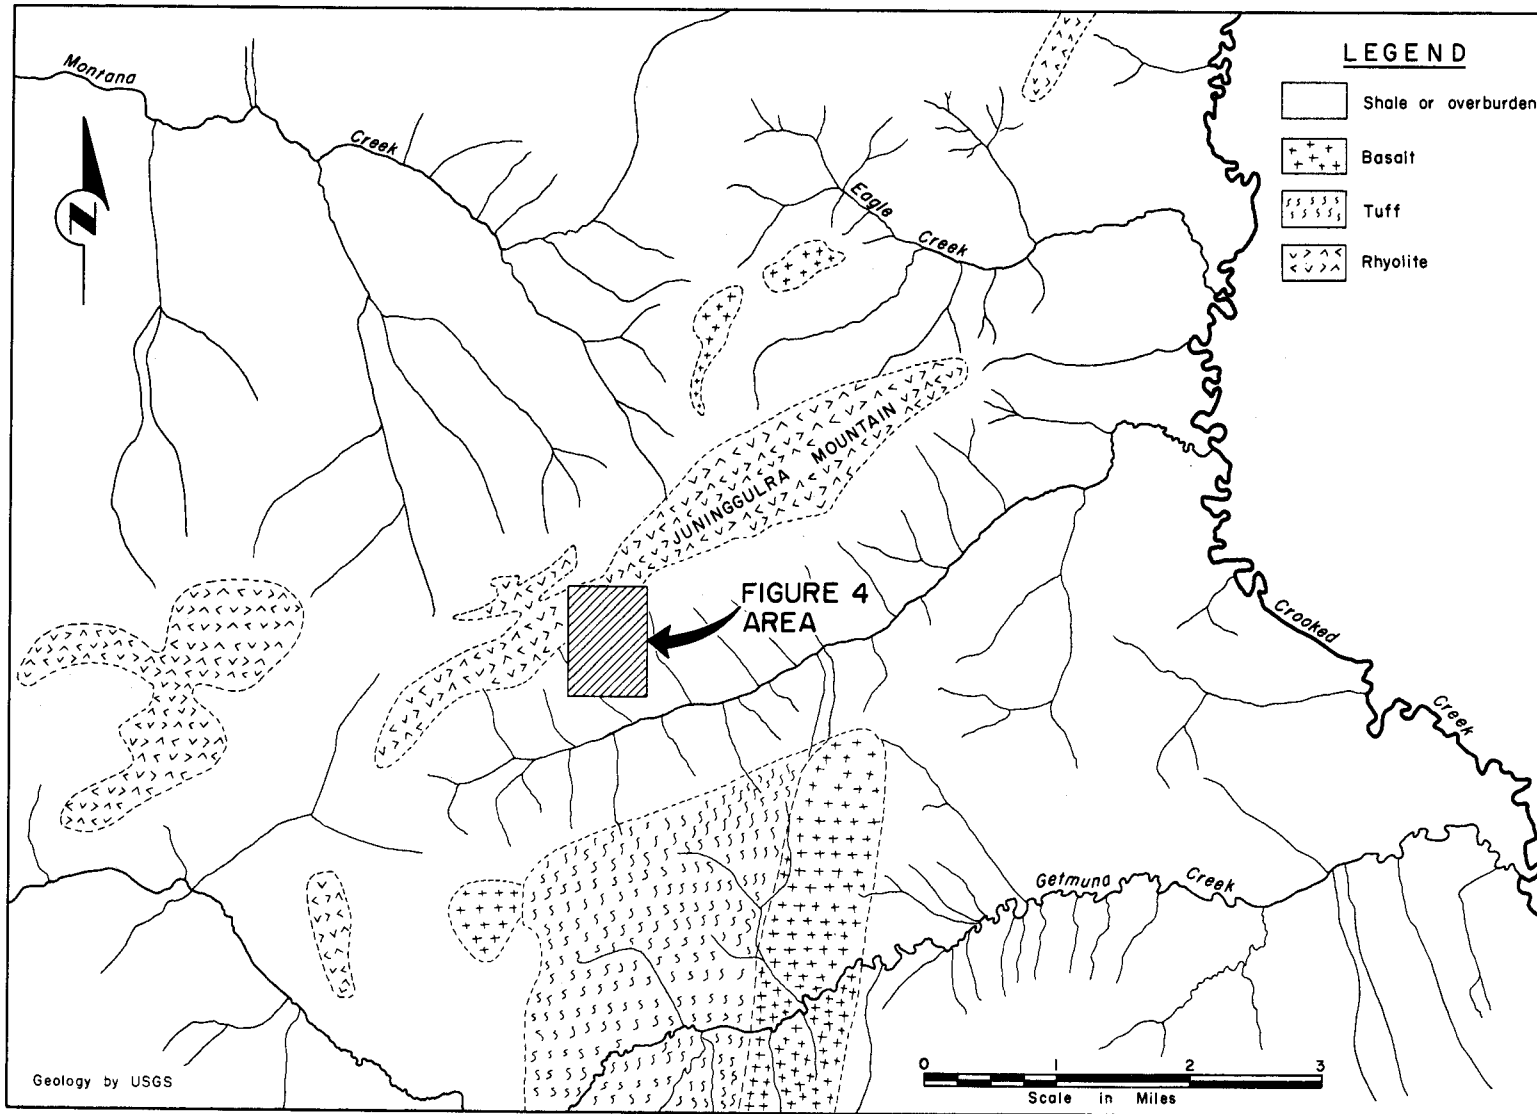 LEGEND
Shale or overburden
Basalt
Tuff
Rhyolite
Montana
Creek
Eagle
Creek
N
JUNINGGULRA MOUNTAIN
FIGURE 4
AREA
Crooked
Creek
Getmuna Creek
Geology by USGS
0 1 2 3
Scale in Miles